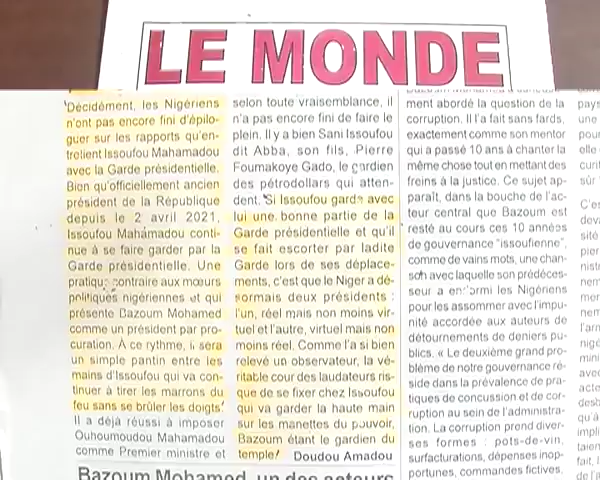 LE MONDE
Décidément, les Nigériens
n'ont pas encore fini d'épilo-
guer sur les rapports qu'en-
tretient Issoufou Mahamadou
avec la Garde présidentielle.
Bien qu'officiellement ancien
président de la République
depuis le 2 avril 2021,
Issoufou Mahamadou conti-
nue à se faire garder par la
Garde présidentielle. Une
pratique contraire aux mœurs
politiques nigériennes et qui
présente Bazoum Mohamed
comme un président par pro-
curation. À ce rythme, il sera
un simple pantin entre les
mains d'Issoufou qui va con-
tinuer à tirer les marrons du
feu sans se brûler les doigts.
Il a déjà réussi à imposer
Ouhoumoudou Mahamadou
comme Premier ministre et
selon toute vraisemblance, il
n'a pas encore fini de faire le
plein. Il y a bien Sani Issoufou
dit Abba, son fils, Pierre
Foumakoye Gado, le gardien
des pétrodollars qui atten-
dent. Si Issoufou garde avec
lui une bonne partie de la
Garde présidentielle et qu'il
se fait escorter par ladite
Garde lors de ses déplace-
ments, c'est que le Niger a dé-
sormais deux présidents :
l'un, réel mais non moins vir-
tuel et l'autre, virtuel mais non
moins réel. Comme l'a si bien
relevé un observateur, la vé-
ritable cour des laudateurs ris-
que de se fixer chez Issoufou
qui va garder la haute main
sur les manettes du pouvoir,
Bazoum étant le gardien du
temple! Doudou Amadou
Bazoum Mohamed, un des acteurs
ment abordé la question de la
corruption. Il l'a fait sans fards,
exactement comme son mentor
qui a passé 10 ans à chanter la
même chose tout en mettant des
freins à la justice. Ce sujet ap-
paraît, dans la bouche de l'ac-
teur central que Bazoum est
resté au cours ces 10 années
de gouvernance "issoufienne",
comme de vains mots, une chan-
son avec laquelle son prédéces-
seur a endormi les Nigériens
pour les assommer avec l'impu-
nité accordée aux auteurs de
détournements de deniers pu-
blics. « Le deuxième grand pro-
blème de notre gouvernance ré-
side dans la prévalence de pra-
tiques de concussion et de cor-
ruption au sein de l'administra-
tion. La corruption prend diver-
ses formes : pots-de-vin,
surfacturations, dépenses inop-
portunes, commandes fictives.